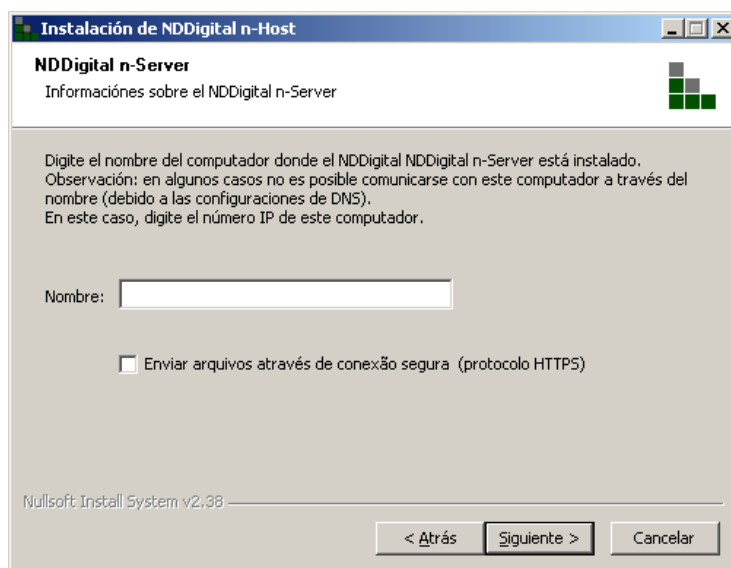 Instalación de NDDigital n-Host
NDDigital n-Server
Informaciónes sobre el NDDigital n-Server
Digite el nombre del computador donde el NDDigital NDDigital n-Server está instalado.
Observación: en algunos casos no es posible comunicarse con este computador a través del
nombre (debido a las configuraciones de DNS).
En este caso, digite el número IP de este computador.
Nombre:
Enviar arquivos através de conexão segura (protocolo HTTPS)
Nullsoft Install System v2.38
< Atrás
Siguiente >
Cancelar